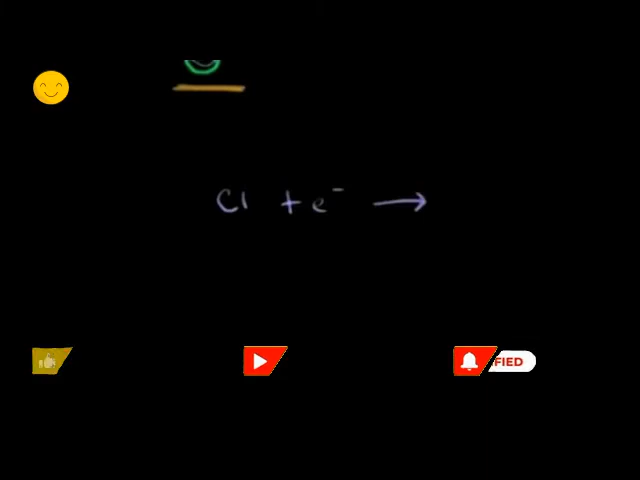 Cl + e⁻ →
FIED